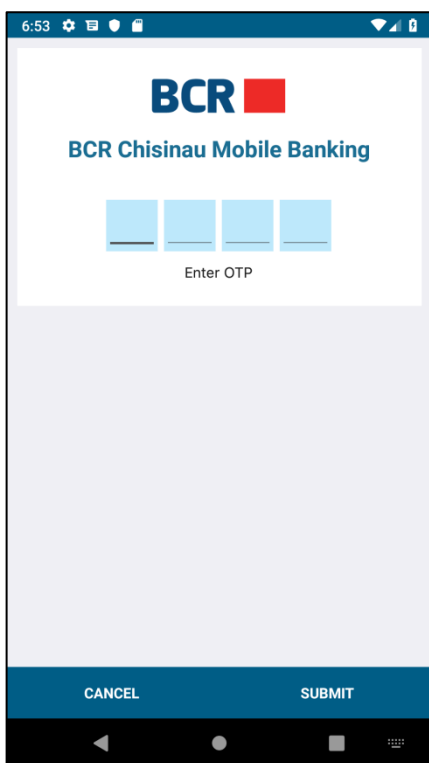 6:53
BCR
BCR Chisinau Mobile Banking
Enter OTP
CANCEL
SUBMIT